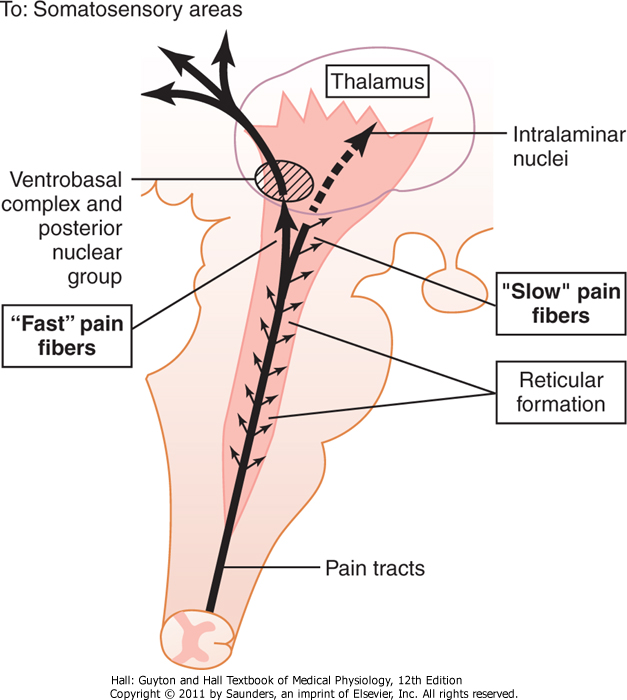 To: Somatosensory areas
Thalamus
Intralaminar
nuclei
Ventrobasal
complex and
posterior
nuclear
group
“Fast” pain
fibers
"Slow" pain
fibers
Reticular
formation
Pain tracts
Hall: Guyton and Hall Textbook of Medical Physiology, 12th Edition
Copyright © 2011 by Saunders, an imprint of Elsevier, Inc. All rights reserved.